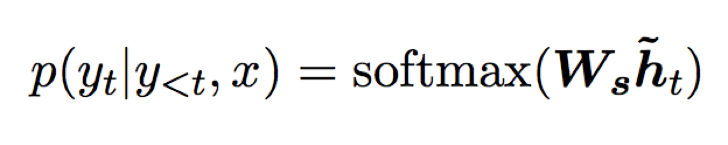 p(y_t|y_{<t}, x) = softmax(W_s h̃_t)